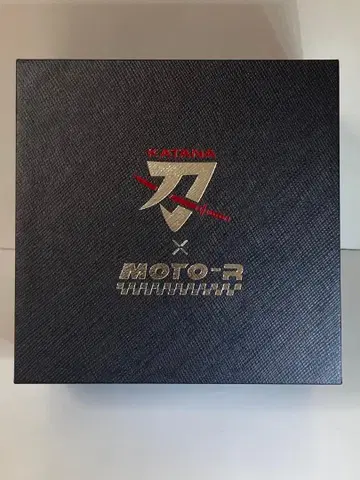 KATANA
刀
×
MOTO-R